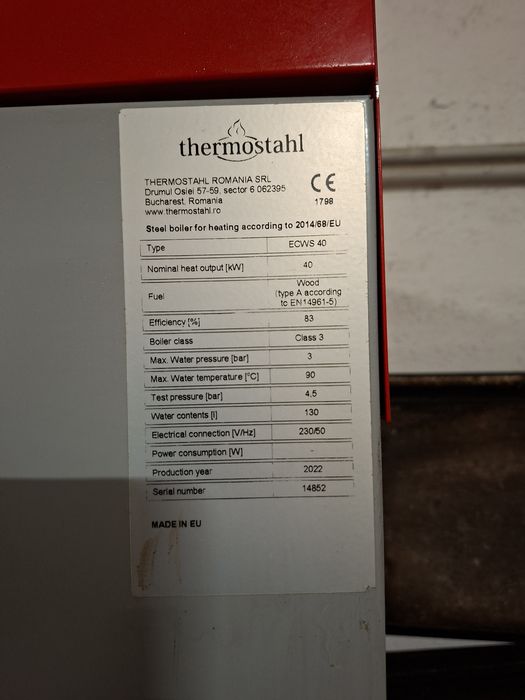 thermostahl
THERMOSTAHL ROMANIA SRL
Drumul Osiei 57-59, sector 6 062395
Bucharest, Romania
www.thermostahl.ro
CE
1798
Steel boiler for heating according to 2014/68/EU
Type ECWS 40
Nominal heat output [kW] 40
Fuel Wood
(type A according
to EN14961-5)
Efficiency [%] 83
Boiler class Class 3
Max. Water pressure [bar] 3
Max. Water temperature [°C] 90
Test pressure [bar] 4,5
Water contents [l] 130
Electrical connection [V/Hz] 230/50
Power consumption [W] -
Production year 2022
Serial number 14852
MADE IN EU